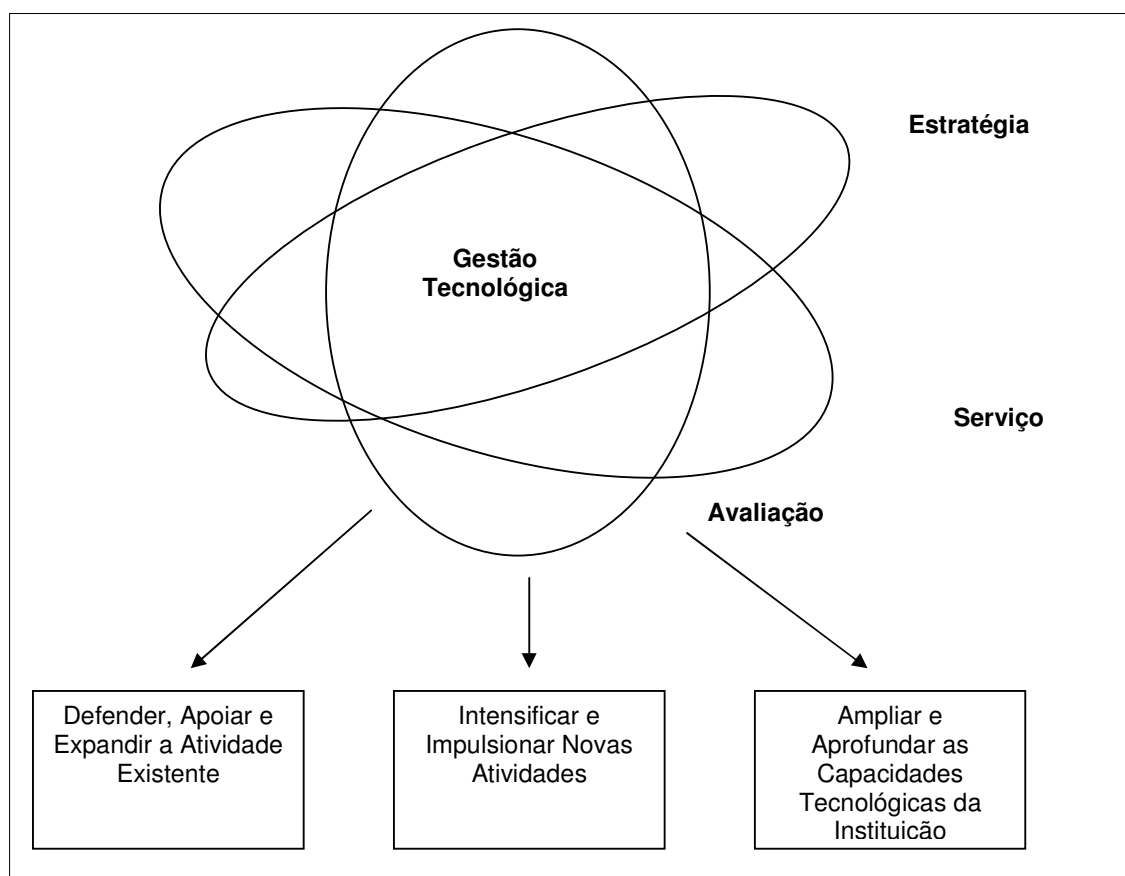 Estratégia
Gestão
Tecnológica
Serviço
Avaliação
Defender, Apoiar e
Expandir a Atividade
Existente
Intensificar e
Impulsionar Novas
Atividades
Ampliar e
Aprofundar as
Capacidades
Tecnológicas da
Instituição